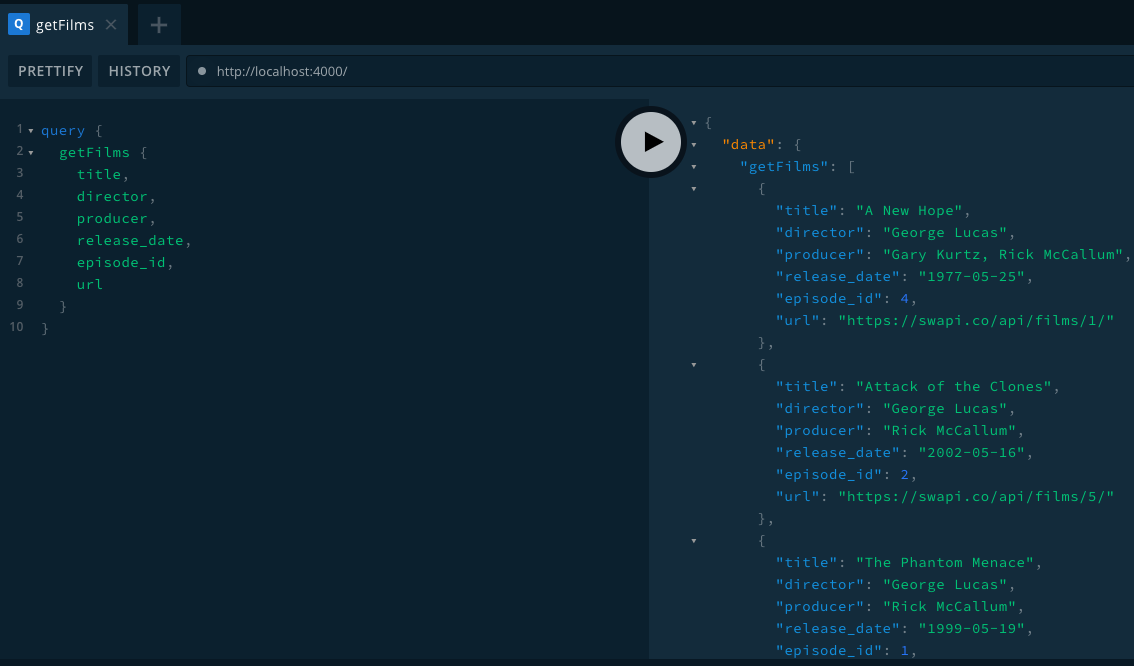 Q getFilms × +
PRETTIFY HISTORY http://localhost:4000/
1 query {
2 getFilms {
3 title,
4 director,
5 producer,
6 release_date,
7 episode_id,
8 url
9 }
10 }
{
"data": {
"getFilms": [
{
"title": "A New Hope",
"director": "George Lucas",
"producer": "Gary Kurtz, Rick McCallum",
"release_date": "1977-05-25",
"episode_id": 4,
"url": "https://swapi.co/api/films/1/"
},
{
"title": "Attack of the Clones",
"director": "George Lucas",
"producer": "Rick McCallum",
"release_date": "2002-05-16",
"episode_id": 2,
"url": "https://swapi.co/api/films/5/"
},
{
"title": "The Phantom Menace",
"director": "George Lucas",
"producer": "Rick McCallum",
"release_date": "1999-05-19",
"episode_id": 1,